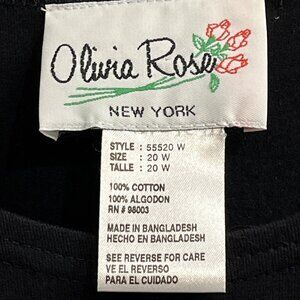 Olivia Rose
NEW YORK
STYLE : 55520 W
SIZE : 20 W
TALLE : 20 W
100% COTTON
100% ALGODON
RN # 98003
MADE IN BANGLADESH
HECHO EN BANGLADESH
SEE REVERSE FOR CARE
VE EL REVERSO
PARA EL CUIDADO